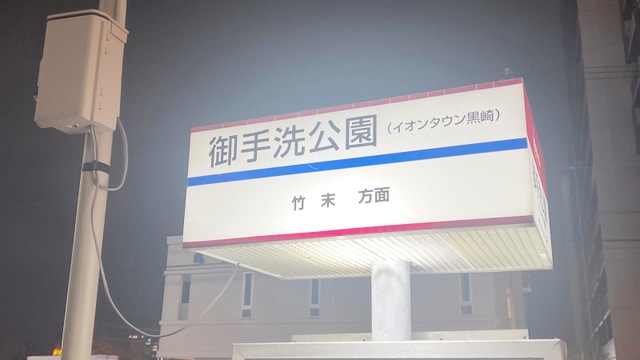 御手洗公園（イオンタウン黒崎）
竹末 方面